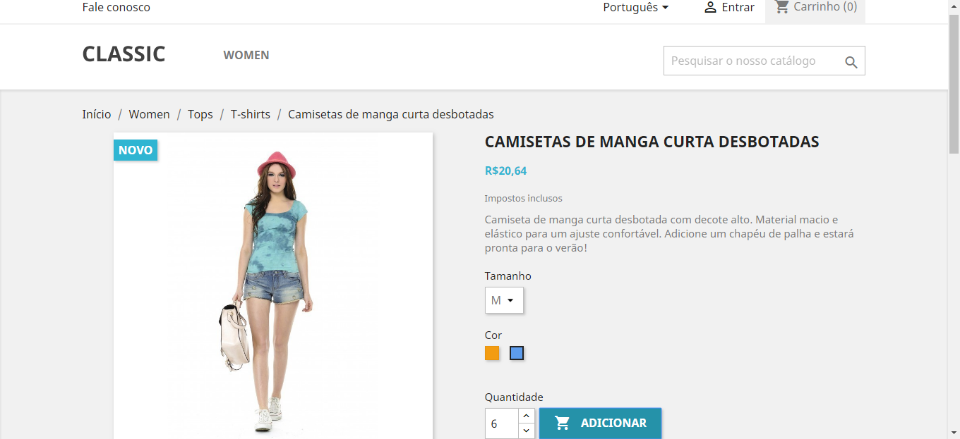 Fale conosco
Português
Entrar
Carrinho (0)
CLASSIC
WOMEN
Pesquisar o nosso catálogo
Início / Women / Tops / T-shirts / Camisetas de manga curta desbotadas
NOVO
CAMISETAS DE MANGA CURTA DESBOTADAS
R$20,64
Impostos inclusos
Camiseta de manga curta desbotada com decote alto. Material macio e
elástico para um ajuste confortável. Adicione um chapéu de palha e estará
pronta para o verão!
Tamanho
M
Cor
Quantidade
6
ADICIONAR